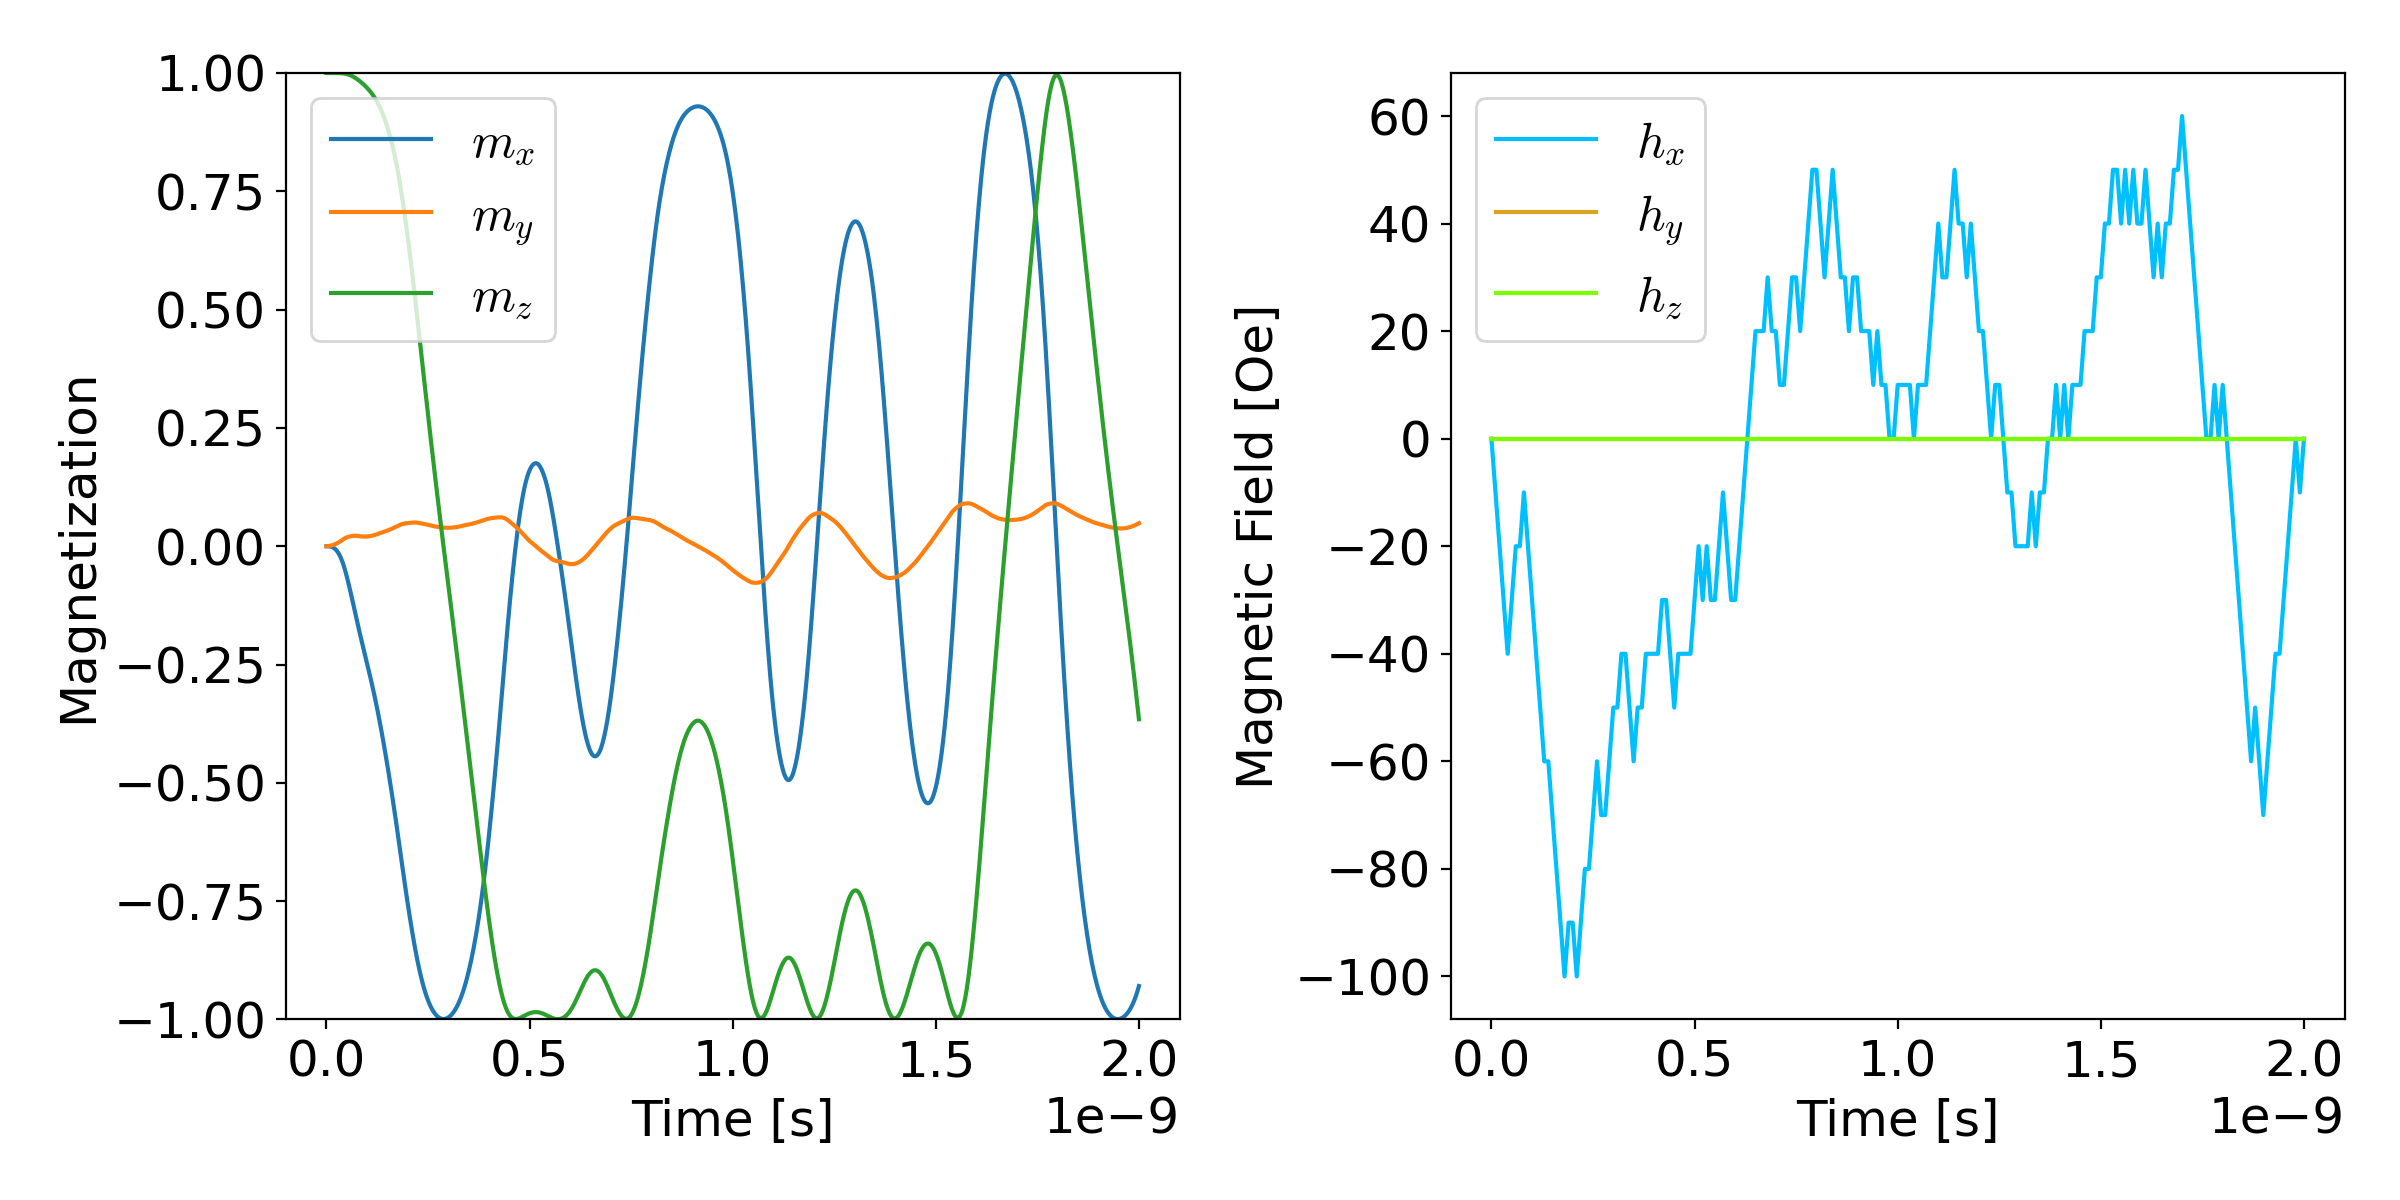 Magnetization
1.00
0.75
0.50
0.25
0.00
−0.25
−0.50
−0.75
−1.00
m_x
m_y
m_z
0.0 0.5 1.0 1.5 2.0
Time [s]
1e−9
Magnetic Field [Oe]
60
40
20
0
−20
−40
−60
−80
−100
h_x
h_y
h_z
0.0 0.5 1.0 1.5 2.0
Time [s]
1e−9